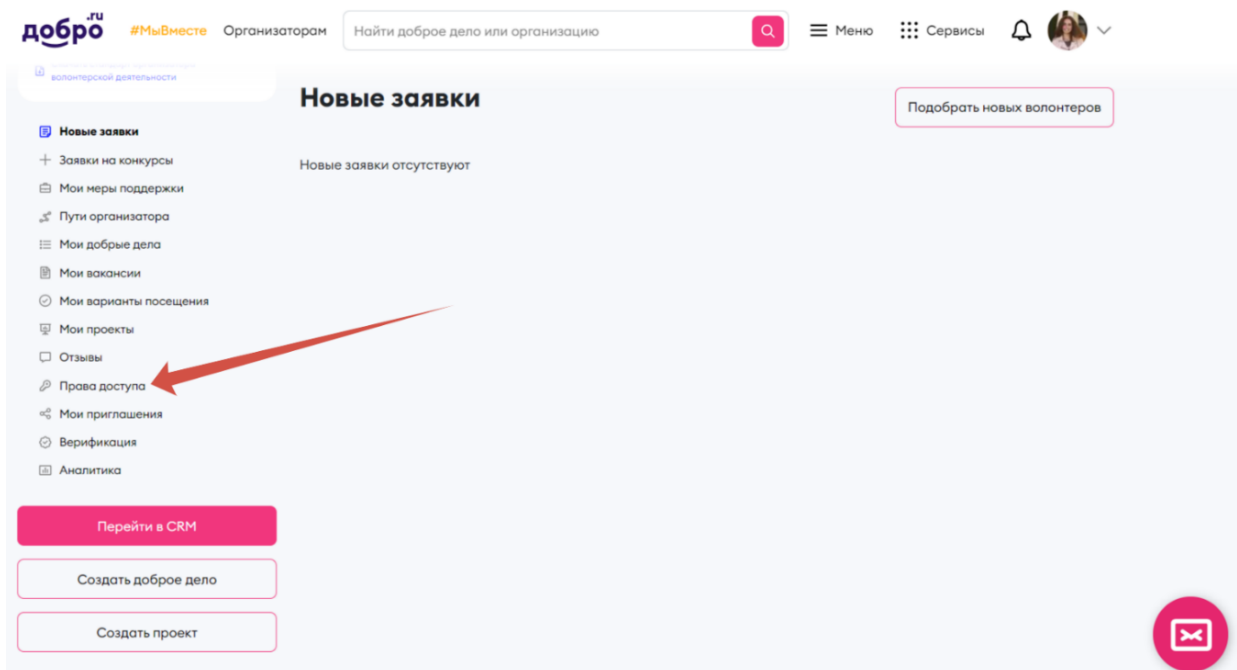 добро.ru
#МыВместе
Организаторам
Найти доброе дело или организацию
Меню
Сервисы
волонтерской деятельности
Новые заявки
Подобрать новых волонтеров
Новые заявки отсутствуют
Новые заявки
Заявки на конкурсы
Мои меры поддержки
Пути организатора
Мои добрые дела
Мои вакансии
Мои варианты посещения
Мои проекты
Отзывы
Права доступа
Мои приглашения
Верификация
Аналитика
Перейти в CRM
Создать доброе дело
Создать проект